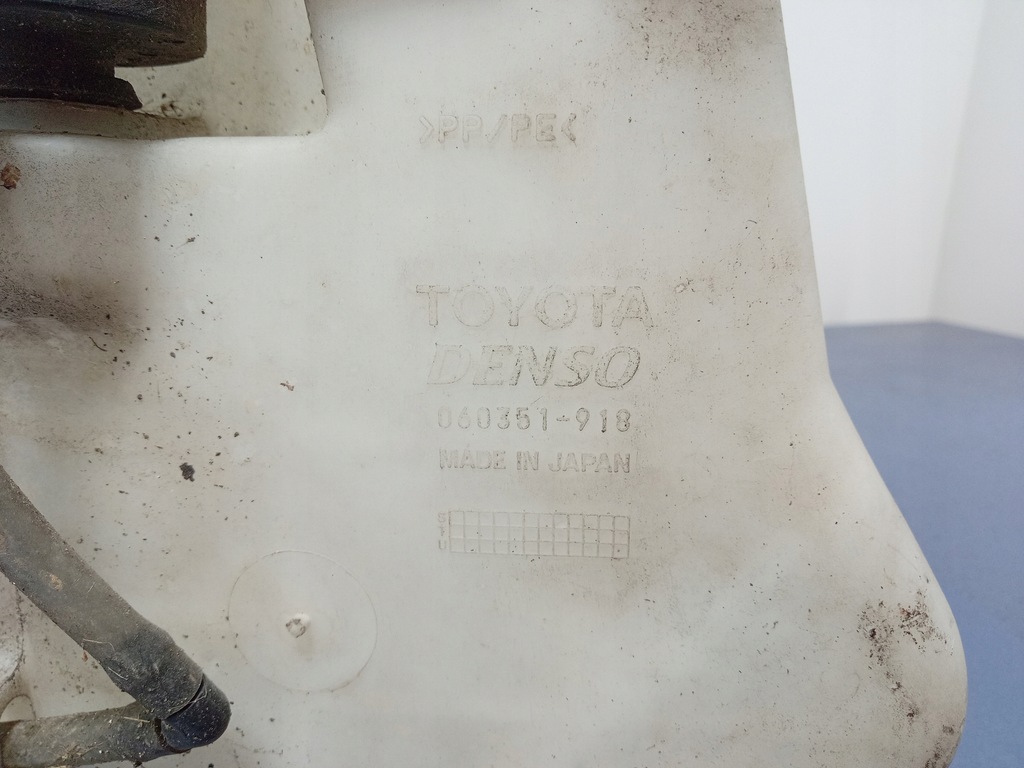 >PP/PE<
TOYOTA
DENSO
060351-918
MADE IN JAPAN